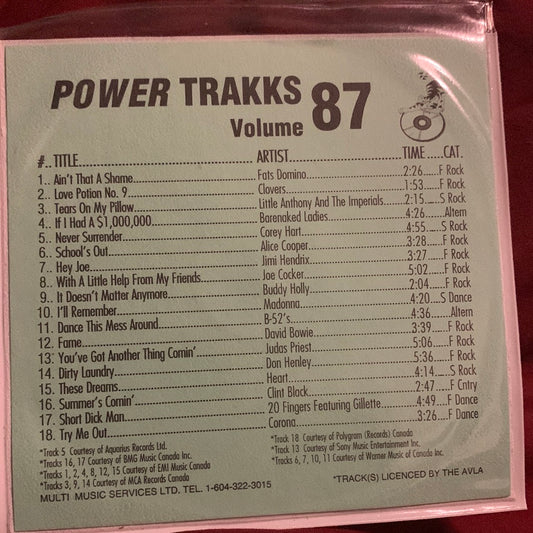 POWER TRAKKS
Volume 87
#.. TITLE ARTIST TIME CAT.
1.. Ain't That A Shame Fats Domino 2:26 F Rock
2.. Love Potion No. 9 Clovers 1:53 F Rock
3.. Tears On My Pillow Little Anthony And The Imperials 2:15 S Rock
4.. If I Had A $1,000,000 Barenaked Ladies 4:26 Altern
5.. Never Surrender Corey Hart 4:55 S Rock
6.. School's Out Alice Cooper 3:28 F Rock
7.. Hey Joe Jimi Hendrix 3:27 F Rock
8.. With A Little Help From My Friends Joe Cocker 5:02 F Rock
9.. It Doesn't Matter Anymore Buddy Holly 2:04 F Rock
10. I'll Remember Madonna 4:20 S Dance
11. Dance This Mess Around B-52's 4:36 Altern
12. Fame David Bowie 3:39 F Rock
13. You've Got Another Thing Comin' Judas Priest 5:06 F Rock
14. Dirty Laundry Don Henley 5:36 F Rock
15. These Dreams Heart 4:14 S Rock
16. Summer's Comin' Clint Black 2:47 F Cntry
17. Short Dick Man 20 Fingers Featuring Gillette 4:49 F Dance
18. Try Me Out Corona 3:26 F Dance
*Track 5 Courtesy of Aquarius Records Ltd.
*Tracks 16, 17 Courtesy of BMG Music Canada Inc.
*Tracks 1, 2, 4, 8, 12, 15 Courtesy of EMI Music Canada
*Tracks 3, 9, 14 Courtesy of MCA Records Canada
*Track 18 Courtesy of Polygram (Records) Canada
*Track 13 Courtesy of Sony Music Entertainment Inc.
*Tracks 6, 7, 10, 11 Courtesy of Warner Music of Canada Inc.
MULTI MUSIC SERVICES LTD. TEL. 1-604-322-3015
*TRACK(S) LICENCED BY THE AVLA